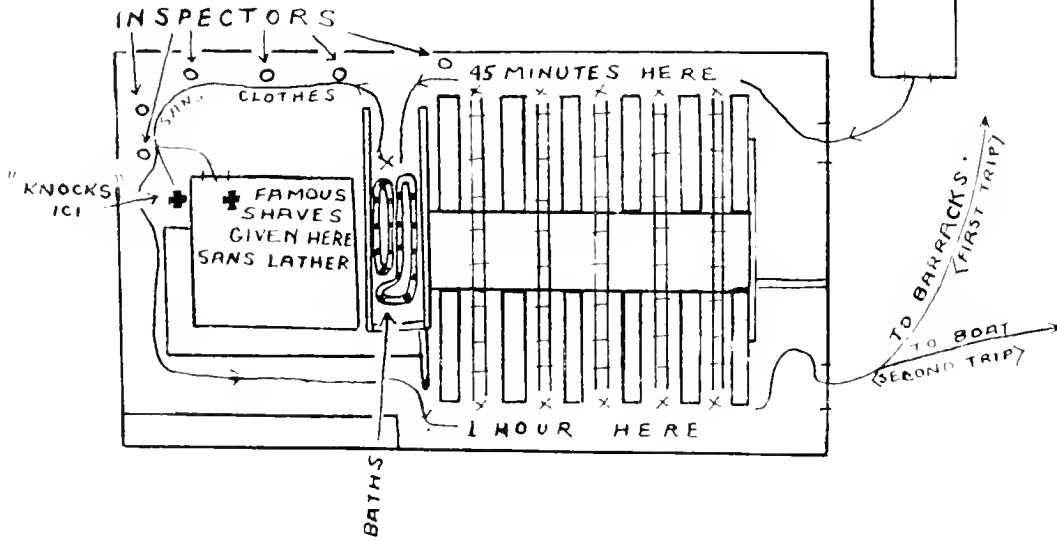 INSPECTORS
45 MINUTES HERE
SANS CLOTHES
"KNOCKS"
ICI
FAMOUS
SHAVES
GIVEN HERE
SANS LATHER
TO BARRACKS.
(FIRST TRIP)
TO BOAT
(SECOND TRIP)
1 HOUR HERE
BATHS